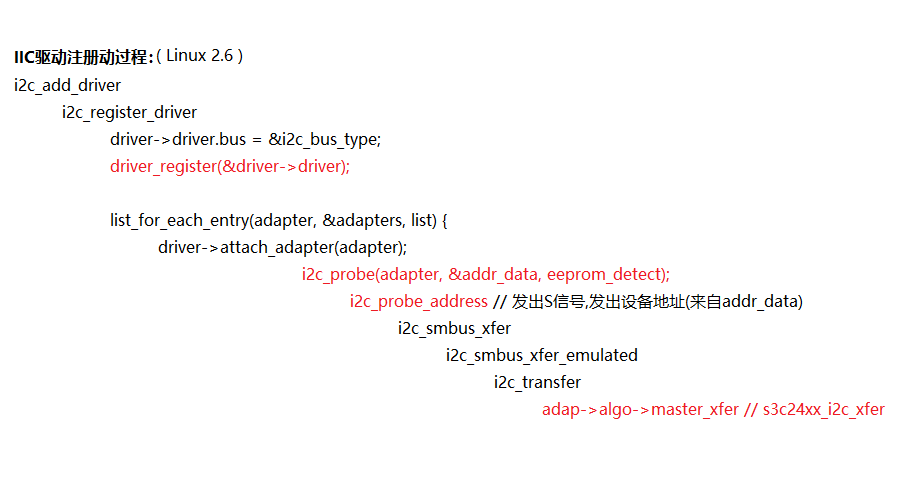 IIC驱动注册动过程：( Linux 2.6 )
i2c_add_driver
i2c_register_driver
driver->driver.bus = &i2c_bus_type;
driver_register(&driver->driver);
list_for_each_entry(adapter, &adapters, list) {
driver->attach_adapter(adapter);
i2c_probe(adapter, &addr_data, eeprom_detect);
i2c_probe_address // 发出S信号,发出设备地址(来自addr_data)
i2c_smbus_xfer
i2c_smbus_xfer_emulated
i2c_transfer
adap->algo->master_xfer // s3c24xx_i2c_xfer